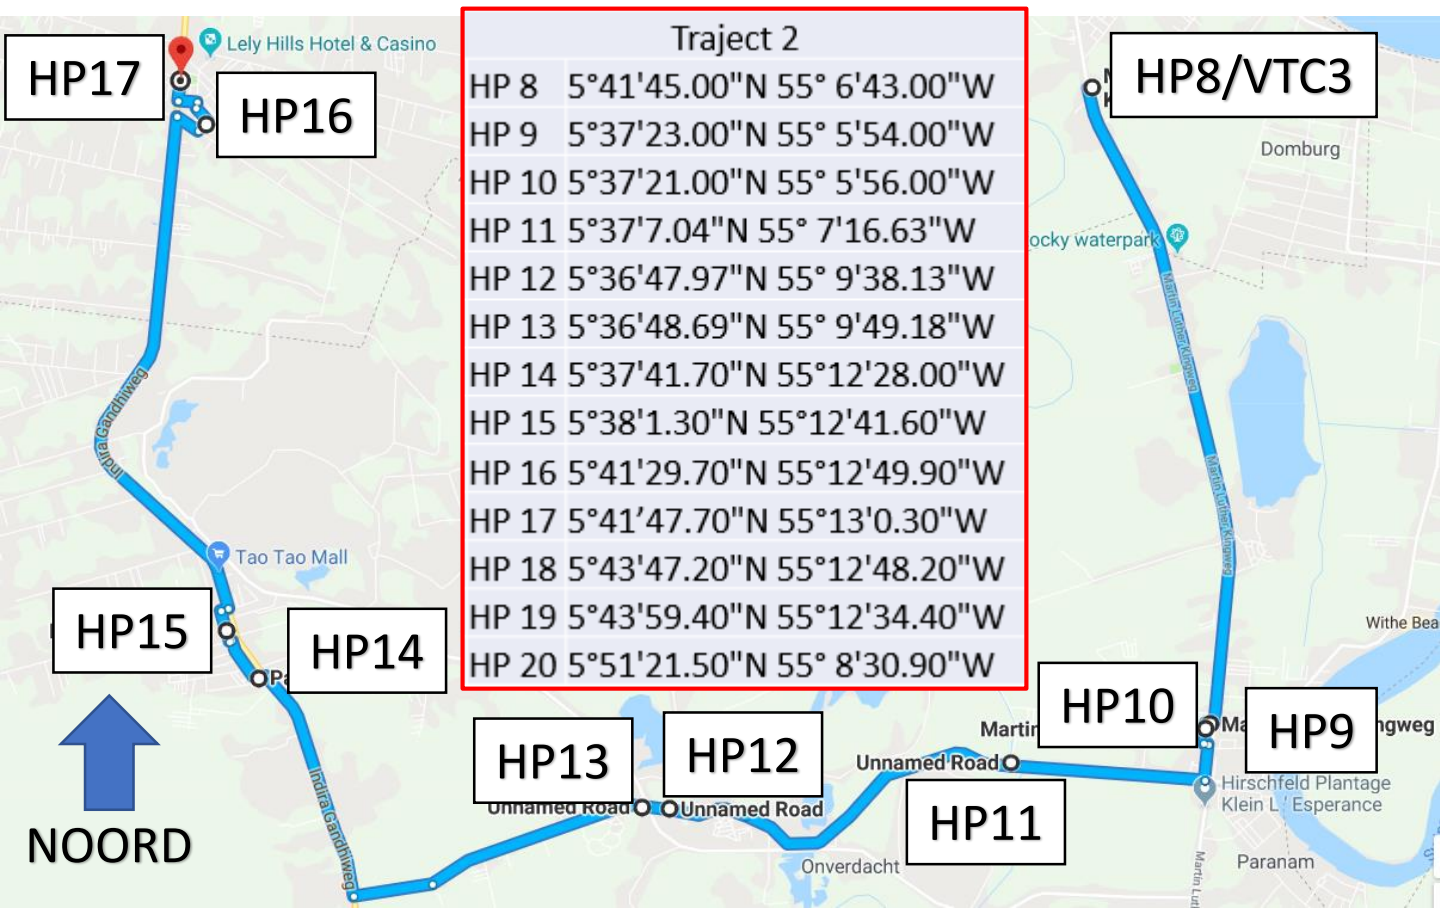 Traject 2
HP 8 5°41'45.00"N 55° 6'43.00"W
HP 9 5°37'23.00"N 55° 5'54.00"W
HP 10 5°37'21.00"N 55° 5'56.00"W
HP 11 5°37'7.04"N 55° 7'16.63"W
HP 12 5°36'47.97"N 55° 9'38.13"W
HP 13 5°36'48.69"N 55° 9'49.18"W
HP 14 5°37'41.70"N 55°12'28.00"W
HP 15 5°38'1.30"N 55°12'41.60"W
HP 16 5°41'29.70"N 55°12'49.90"W
HP 17 5°41’47.70"N 55°13'0.30"W
HP 18 5°43'47.20"N 55°12'48.20"W
HP 19 5°43'59.40"N 55°12'34.40"W
HP 20 5°51'21.50"N 55° 8'30.90"W
HP17
Lely Hills Hotel & Casino
HP16
HP8/VTC3
Domburg
ocky waterpark
Martin Luther Kingweg
Martin Luther Kingweg
Indira Gandhiweg
Tao Tao Mall
HP15
HP14
Pa
NOORD
Indira Gandhiweg
HP13
Unnamed Road
HP12
Unnamed Road
Onverdacht
Unnamed Road
HP11
Martin
HP10
Ma
HP9
ngweg
Withe Bea
Hirschfeld Plantage
Klein L ' Esperance
Paranam
Martin Lut